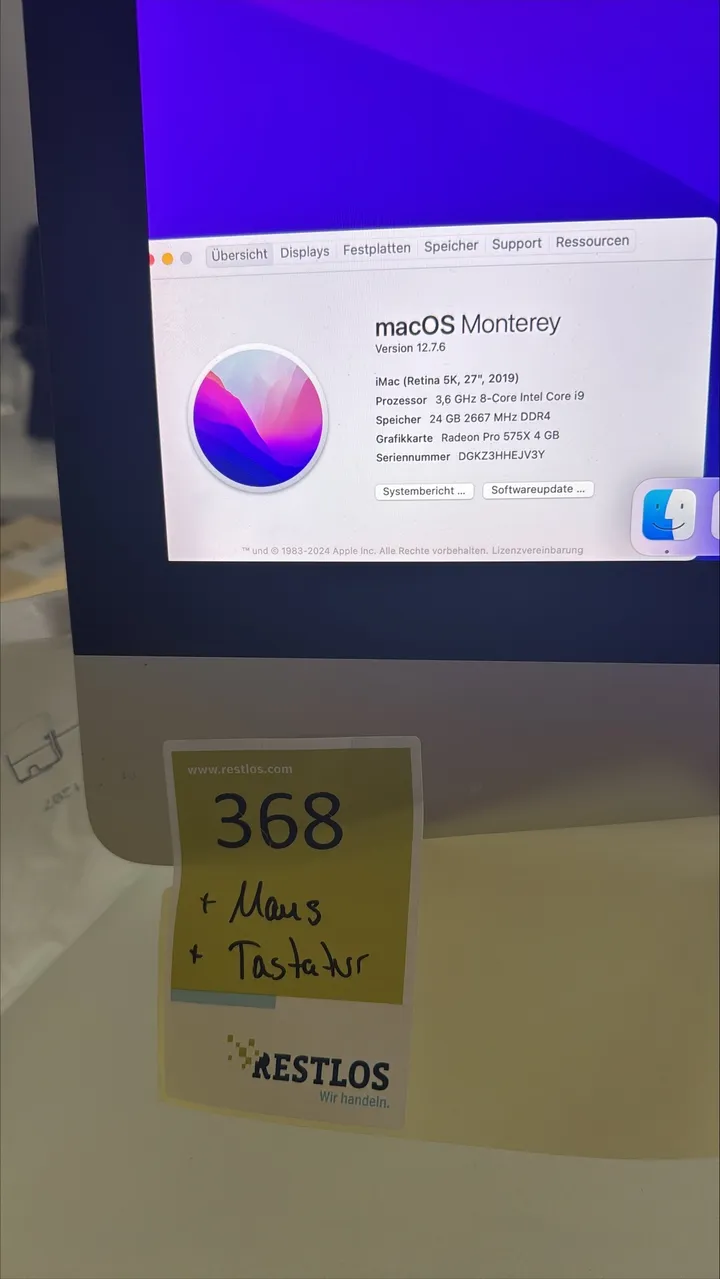 Übersicht Displays Festplatten Speicher Support Ressourcen
macOS Monterey
Version 12.7.6
iMac (Retina 5K, 27", 2019)
Prozessor 3,6 GHz 8-Core Intel Core i9
Speicher 24 GB 2667 MHz DDR4
Grafikkarte Radeon Pro 575X 4 GB
Seriennummer DGKZ3HHEJV3Y
Systembericht ... Softwareupdate ...
™ und © 1983-2024 Apple Inc. Alle Rechte vorbehalten. Lizenzvereinbarung
www.restlos.com
368
+ Maus
+ Tastatur
RESTLOS
Wir handeln.